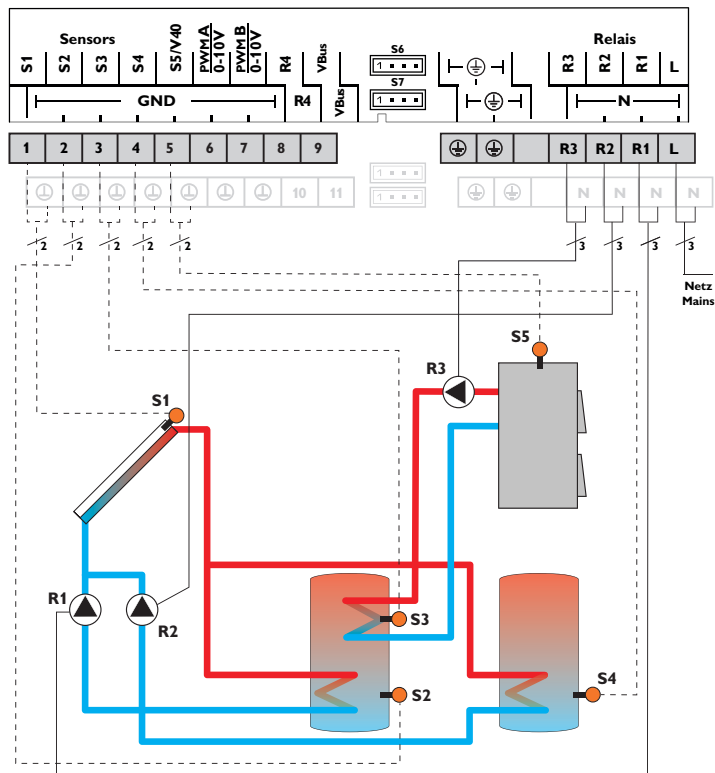 Sensors
Relais
S1 S2 S3 S4 S5/V40 PWM A 0-10V PWM B 0-10V R4 VBus
S6
R3 R2 R1 L
GND
R4 VBus
S7
N
1 2 3 4 5 6 7 8 9
R3 R2 R1 L
10 11
1
1
N N N N
2 2 2 2 2
3 3 3 3
Netz
Mains
S5
R3
S1
R1
R2
S3
S2
S4